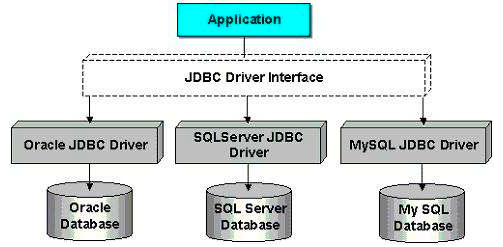 Application
JDBC Driver Interface
Oracle JDBC Driver
SQLServer JDBC
Driver
MySQL JDBC Driver
Oracle
Database
SQL Server
Database
My SQL
Database